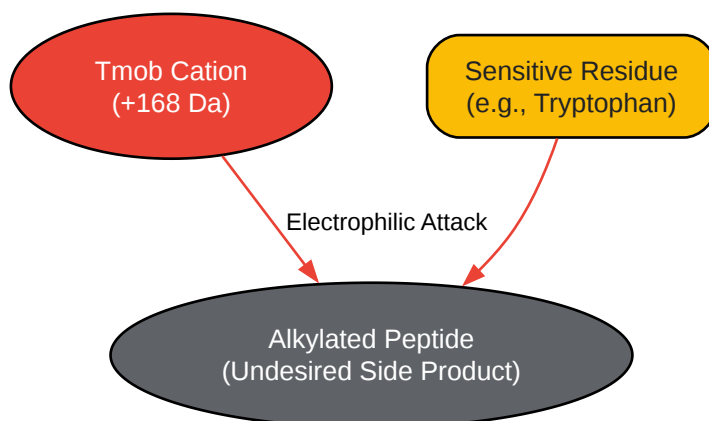 Tmob Cation
(+168 Da)
Sensitive Residue
(e.g., Tryptophan)
Electrophilic Attack
Alkylated Peptide
(Undesired Side Product)